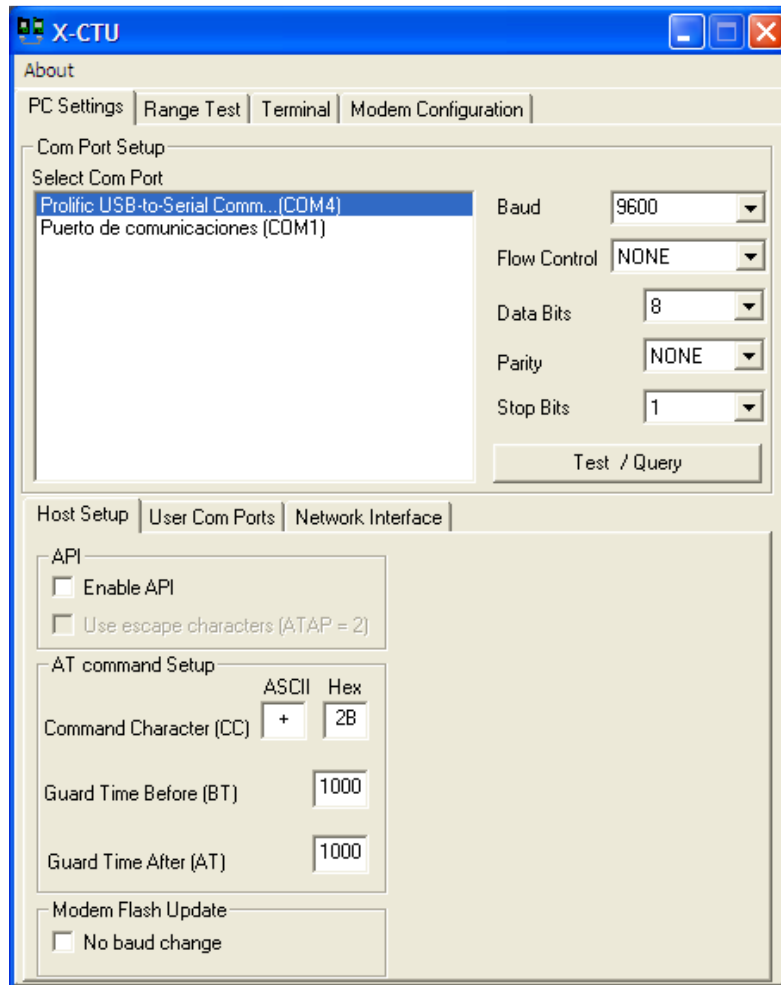 X-CTU
About
PC Settings Range Test Terminal Modem Configuration
Com Port Setup
Select Com Port
Prolific USB-to-Serial Comm...(COM4)
Puerto de comunicaciones (COM1)
Baud 9600
Flow Control NONE
Data Bits 8
Parity NONE
Stop Bits 1
Test / Query
Host Setup User Com Ports Network Interface
API
Enable API
Use escape characters (ATAP = 2)
AT command Setup
ASCII Hex
Command Character (CC) + 2B
Guard Time Before (BT) 1000
Guard Time After (AT) 1000
Modem Flash Update
No baud change